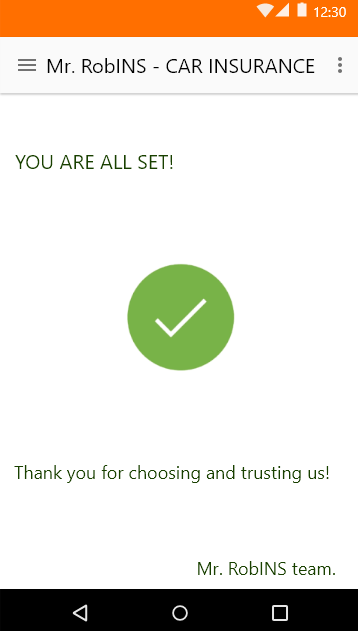 12:30
Mr. RobINS - CAR INSURANCE
YOU ARE ALL SET!
Thank you for choosing and trusting us!
Mr. RobINS team.